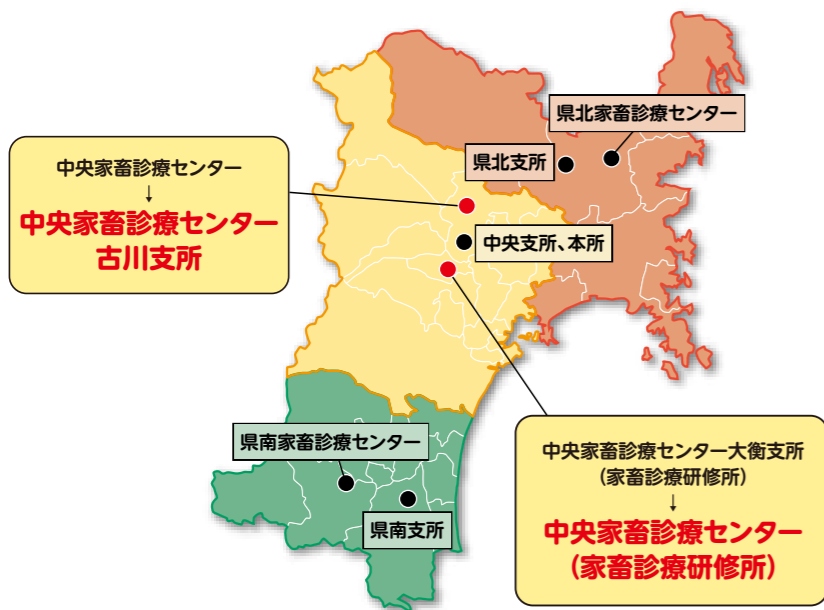 県北家畜診療センター
県北支所
中央家畜診療センター
↓
中央家畜診療センター
古川支所
中央支所、本所
県南家畜診療センター
県南支所
中央家畜診療センター大衡支所
(家畜診療研修所)
↓
中央家畜診療センター
(家畜診療研修所)